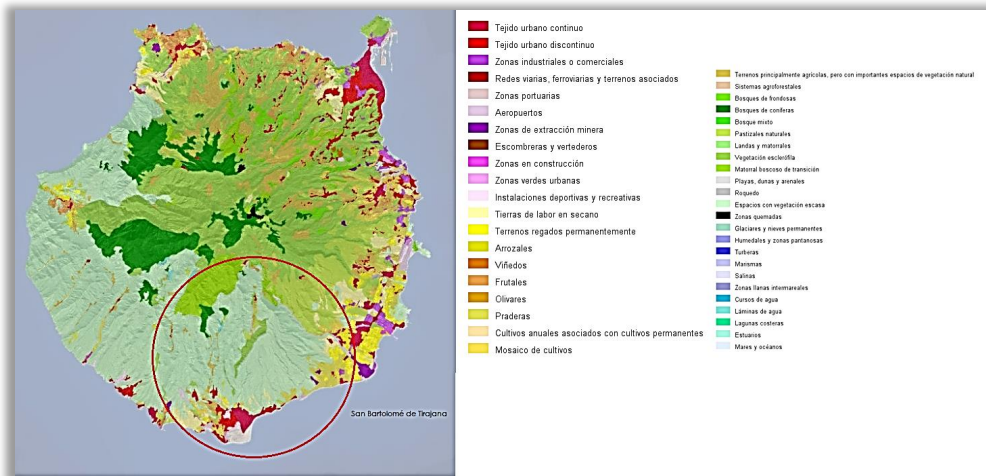 San Bartolomé de Tirajana
Tejido urbano continuo
Tejido urbano discontinuo
Zonas industriales o comerciales
Redes viarias, ferroviarias y terrenos asociados
Zonas portuarias
Aeropuertos
Zonas de extracción minera
Escombreras y vertederos
Zonas en construcción
Zonas verdes urbanas
Instalaciones deportivas y recreativas
Tierras de labor en secano
Terrenos regados permanentemente
Arrozales
Viñedos
Frutales
Olivares
Praderas
Cultivos anuales asociados con cultivos permanentes
Mosaico de cultivos
Terrenos principalmente agrícolas, pero con importantes espacios de vegetación natural
Sistemas agroforestales
Bosques de frondosas
Bosques de coníferas
Bosque mixto
Pastizales naturales
Landas y matorrales
Vegetación esclerófila
Matorral boscoso de transición
Playas, dunas y arenales
Roquedo
Espacios con vegetación escasa
Zonas quemadas
Glaciares y nieves permanentes
Humedales y zonas pantanosas
Turberas
Marismas
Salinas
Zonas llanas intermareales
Cursos de agua
Láminas de agua
Lagunas costeras
Estuarios
Mares y océanos